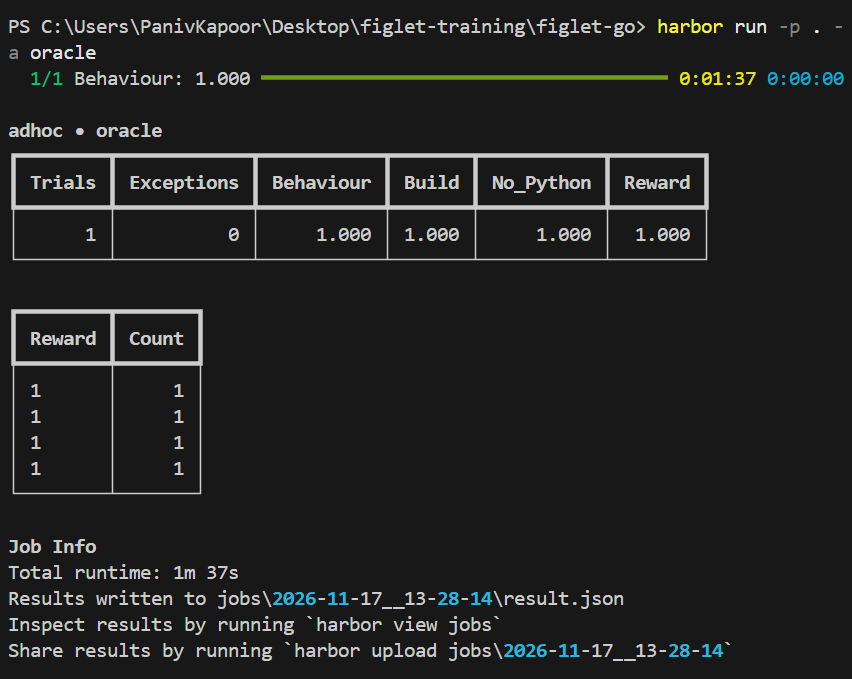 PS C:\Users\PanivKapoor\Desktop\figlet-training\figlet-go> harbor run -p . -
a oracle
1/1 Behaviour: 1.000 0:01:37 0:00:00
adhoc • oracle
Trials Exceptions Behaviour Build No_Python Reward
1 0 1.000 1.000 1.000 1.000
Reward Count
1 1
1 1
1 1
1 1
Job Info
Total runtime: 1m 37s
Results written to jobs\2026-11-17__13-28-14\result.json
Inspect results by running `harbor view jobs`
Share results by running `harbor upload jobs\2026-11-17__13-28-14`